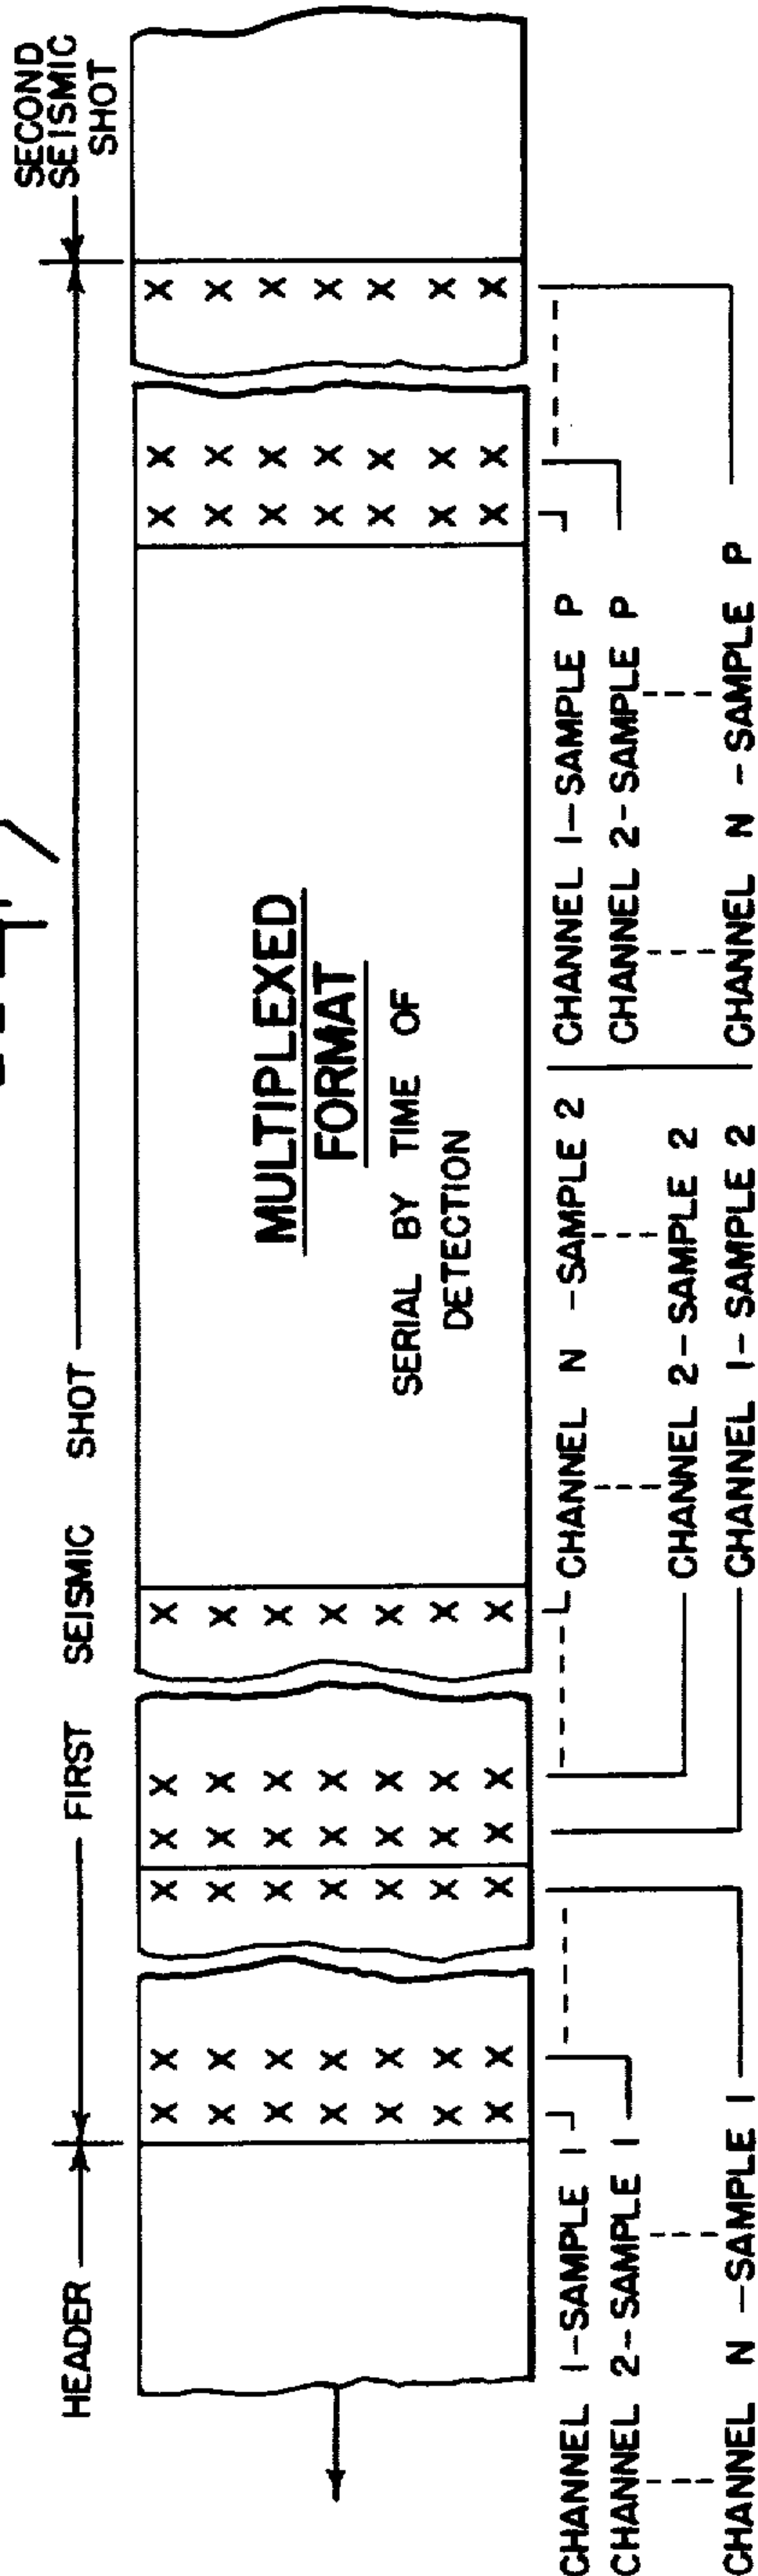 HEADER
FIRST SEISMIC SHOT
SECOND
SEISMIC
SHOT
X X X X X X X X X X
X X X X X X X X X X
X X X X X X X X X X
X X X X X X X X X X
X X X X X X X X X X
X X X X X X X X X X
X X X X X X X X X X
MULTIPLEXED
FORMAT
SERIAL BY TIME OF
DETECTION
CHANNEL 1-SAMPLE 1
CHANNEL 2-SAMPLE 1
CHANNEL N -SAMPLE 1
CHANNEL N -SAMPLE 2
CHANNEL 2-SAMPLE 2
CHANNEL 1-SAMPLE 2
CHANNEL 1-SAMPLE P
CHANNEL 2-SAMPLE P
CHANNEL N -SAMPLE P